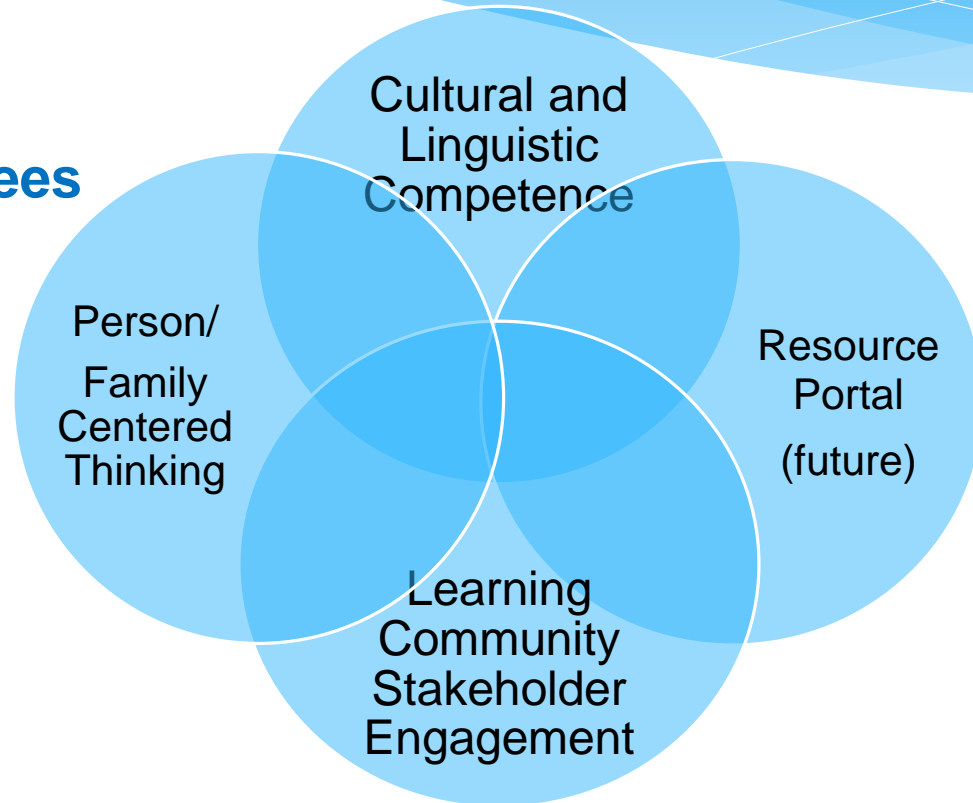 Cultural and
Linguistic
Competence
ees
Person/
Family
Centered
Thinking
Resource
Portal
(future)
Learning
Community
Stakeholder
Engagement